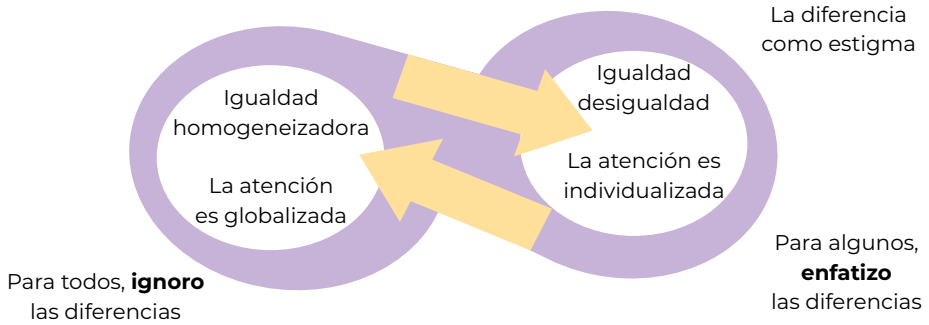 La diferencia
como estigma
Igualdad
homogeneizadora
La atención
es globalizada
Igualdad
desigualdad
La atención es
individualizada
Para todos, ignoro
las diferencias
Para algunos,
enfatizo
las diferencias